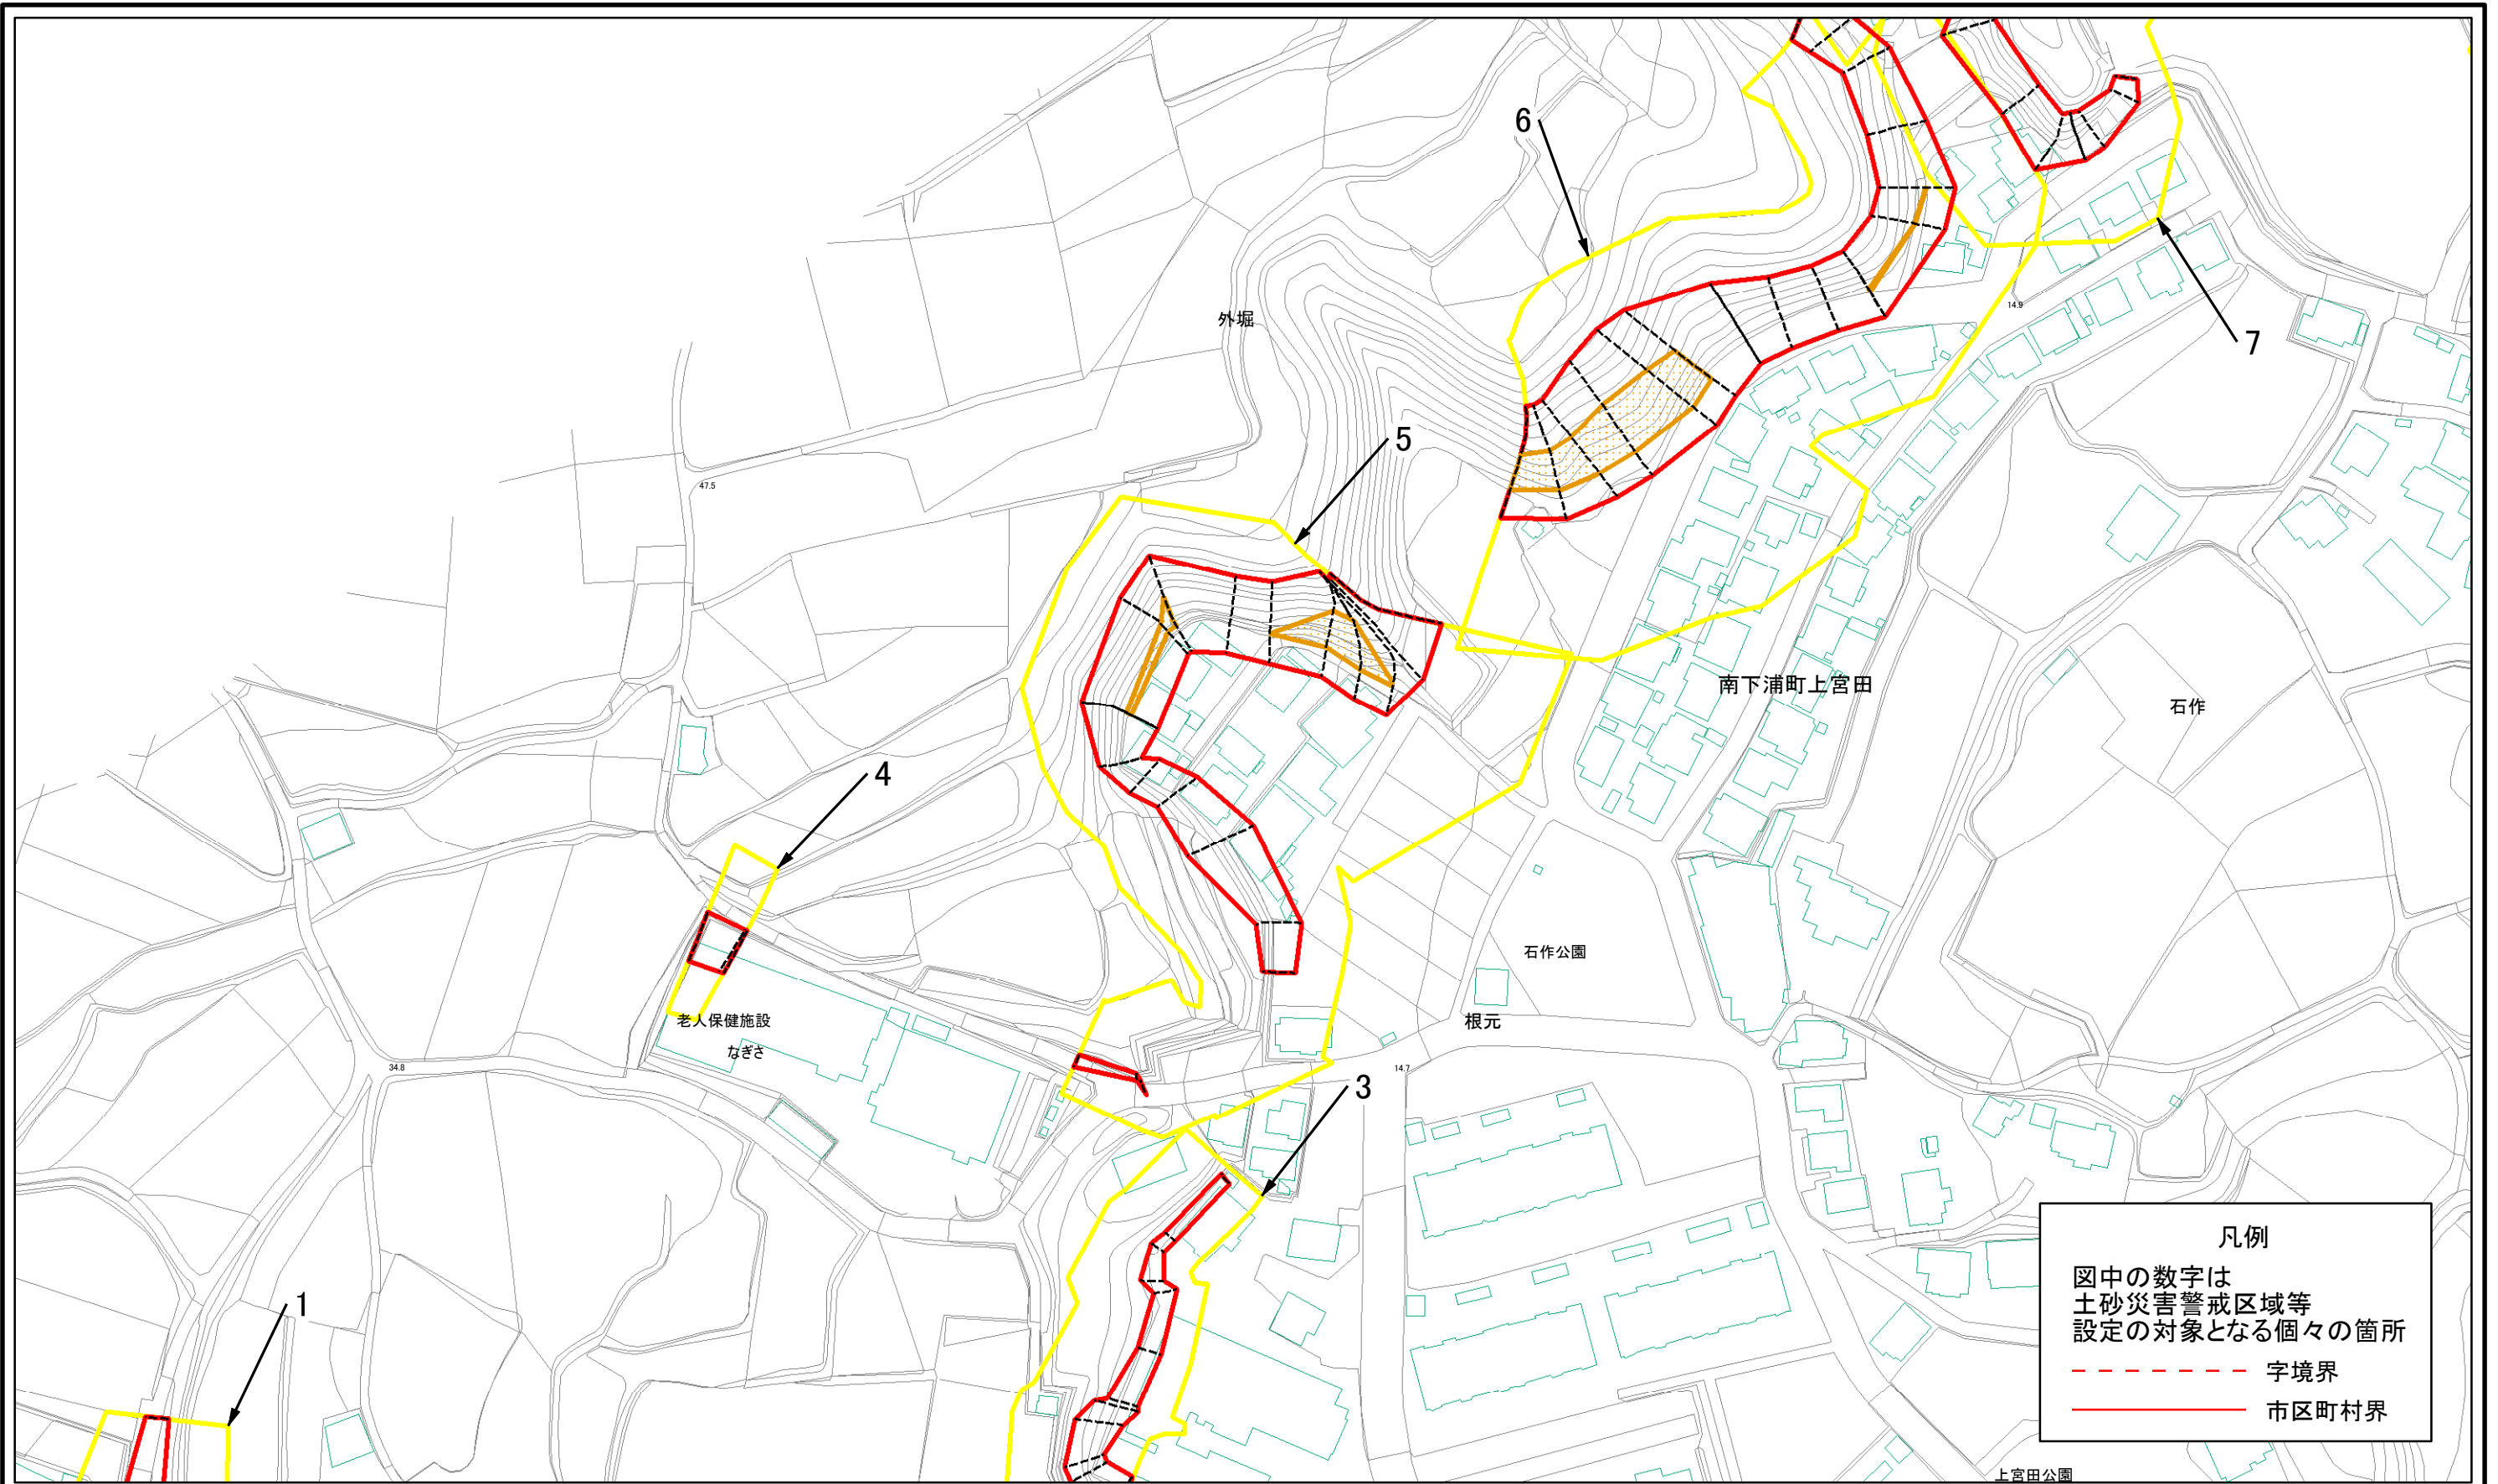 6
7
14.9
外堀
5
47.5
南下浦町上宮田
石作
4
石作公園
老人保健施設
なぎさ
根元
34.8
14.7
3
1
凡例
図中の数字は
土砂災害警戒区域等
設定の対象となる個々の箇所
字境界
市区町村界
上宮田公園